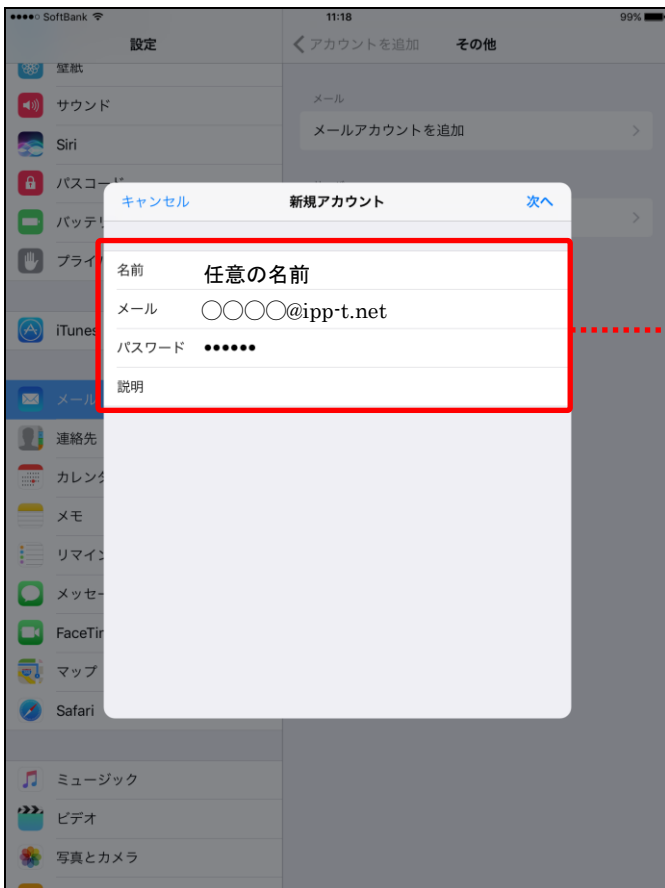 SoftBank 11:18 99%
設定
アカウントを追加 その他
壁紙
サウンド
Siri
パスコード
バッテリ
プライ
iTunes
メール
連絡先
カレンダ
メモ
リマイン
メッセー
FaceTim
マップ
Safari
ミュージック
ビデオ
写真とカメラ
メール
メールアカウントを追加
キャンセル 新規アカウント 次へ
名前 任意の名前
メール 〇〇〇〇@ipp-t.net
パスワード ••••••
説明